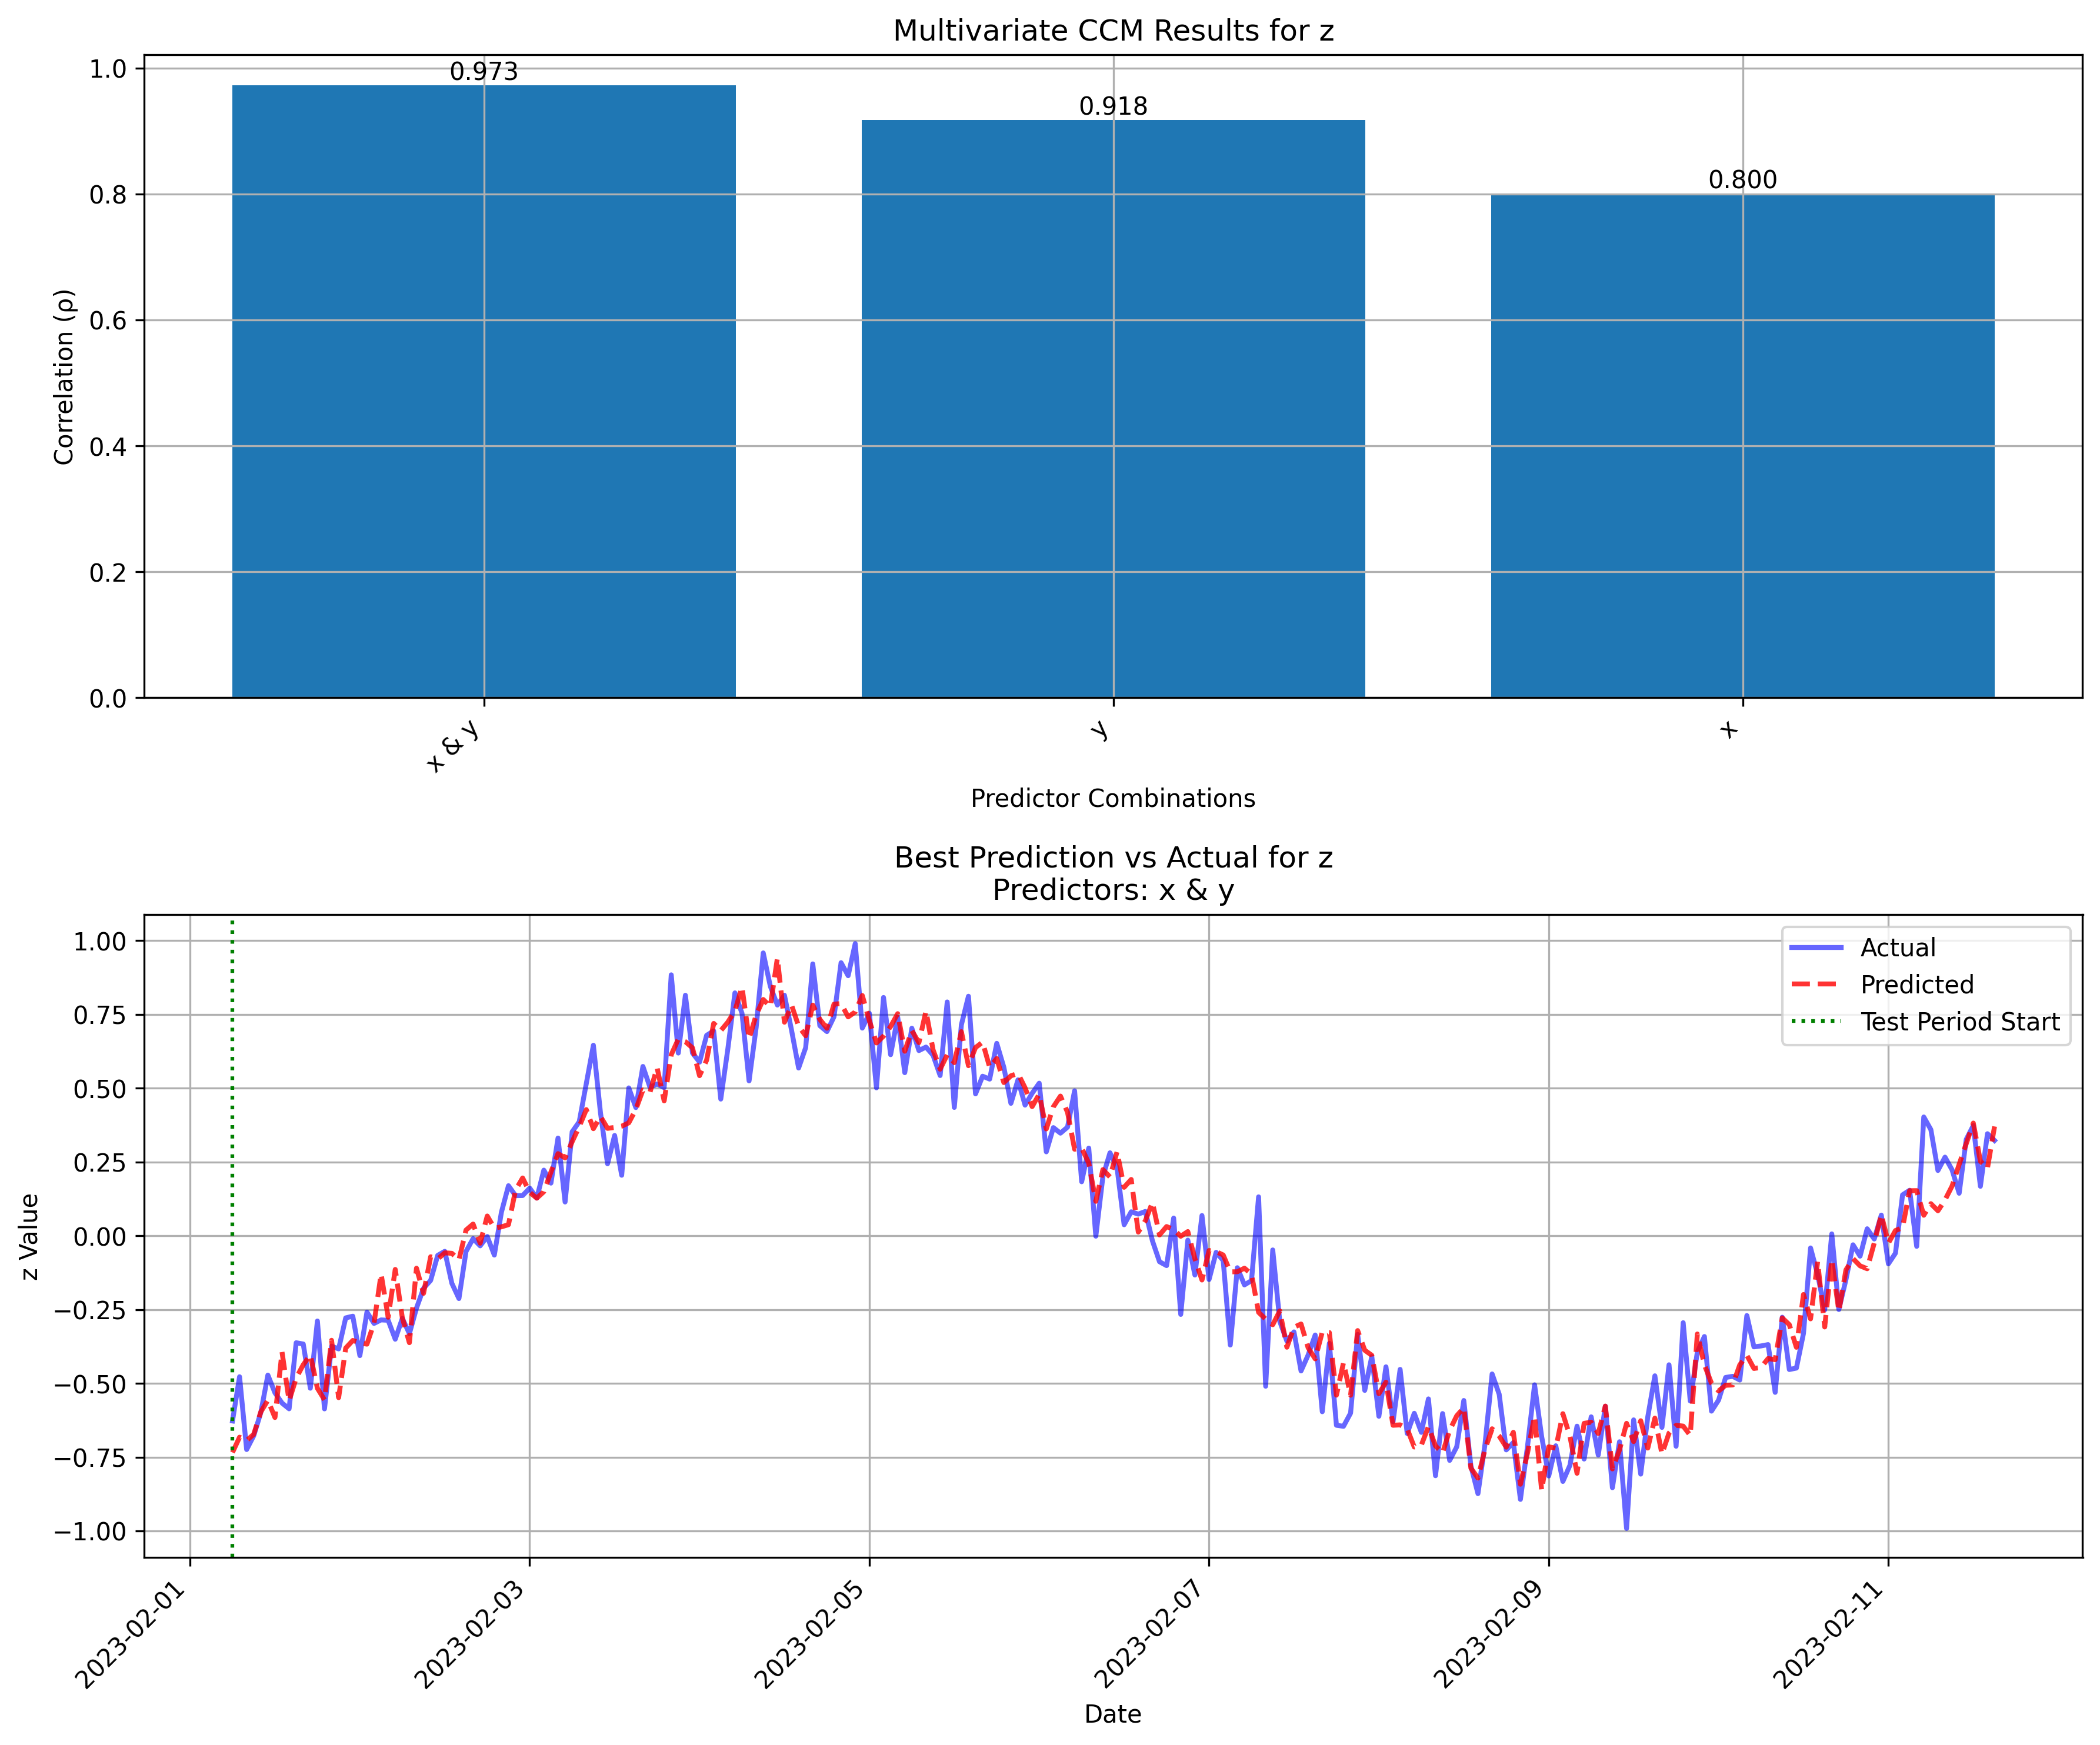 Multivariate CCM Results for z
1.0
0.8
0.6
0.4
0.2
0.0
Correlation (ρ)
0.973
0.918
0.800
x & y
y
x
Predictor Combinations
Best Prediction vs Actual for z
Predictors: x & y
1.00
0.75
0.50
0.25
0.00
−0.25
−0.50
−0.75
−1.00
z Value
Actual
Predicted
Test Period Start
2023-02-01
2023-02-03
2023-02-05
2023-02-07
2023-02-09
2023-02-11
Date